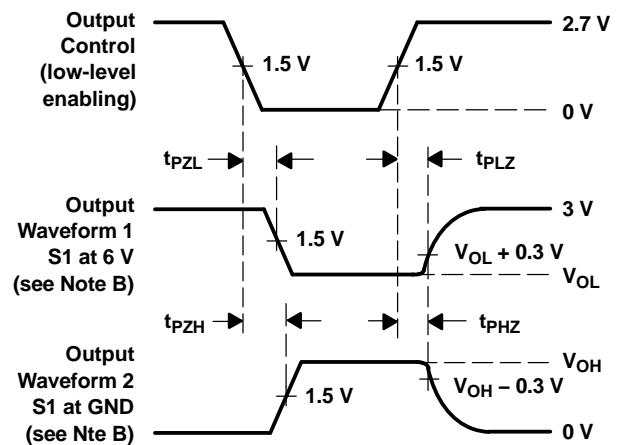 Output
Control
(low-level
enabling)
2.7 V
1.5 V
1.5 V
0 V
tPZL
tPLZ
Output
Waveform 1
S1 at 6 V
(see Note B)
3 V
1.5 V
VOL + 0.3 V
VOL
tPZH
tPHZ
Output
Waveform 2
S1 at GND
(see Nte B)
VOH
1.5 V
VOH − 0.3 V
0 V